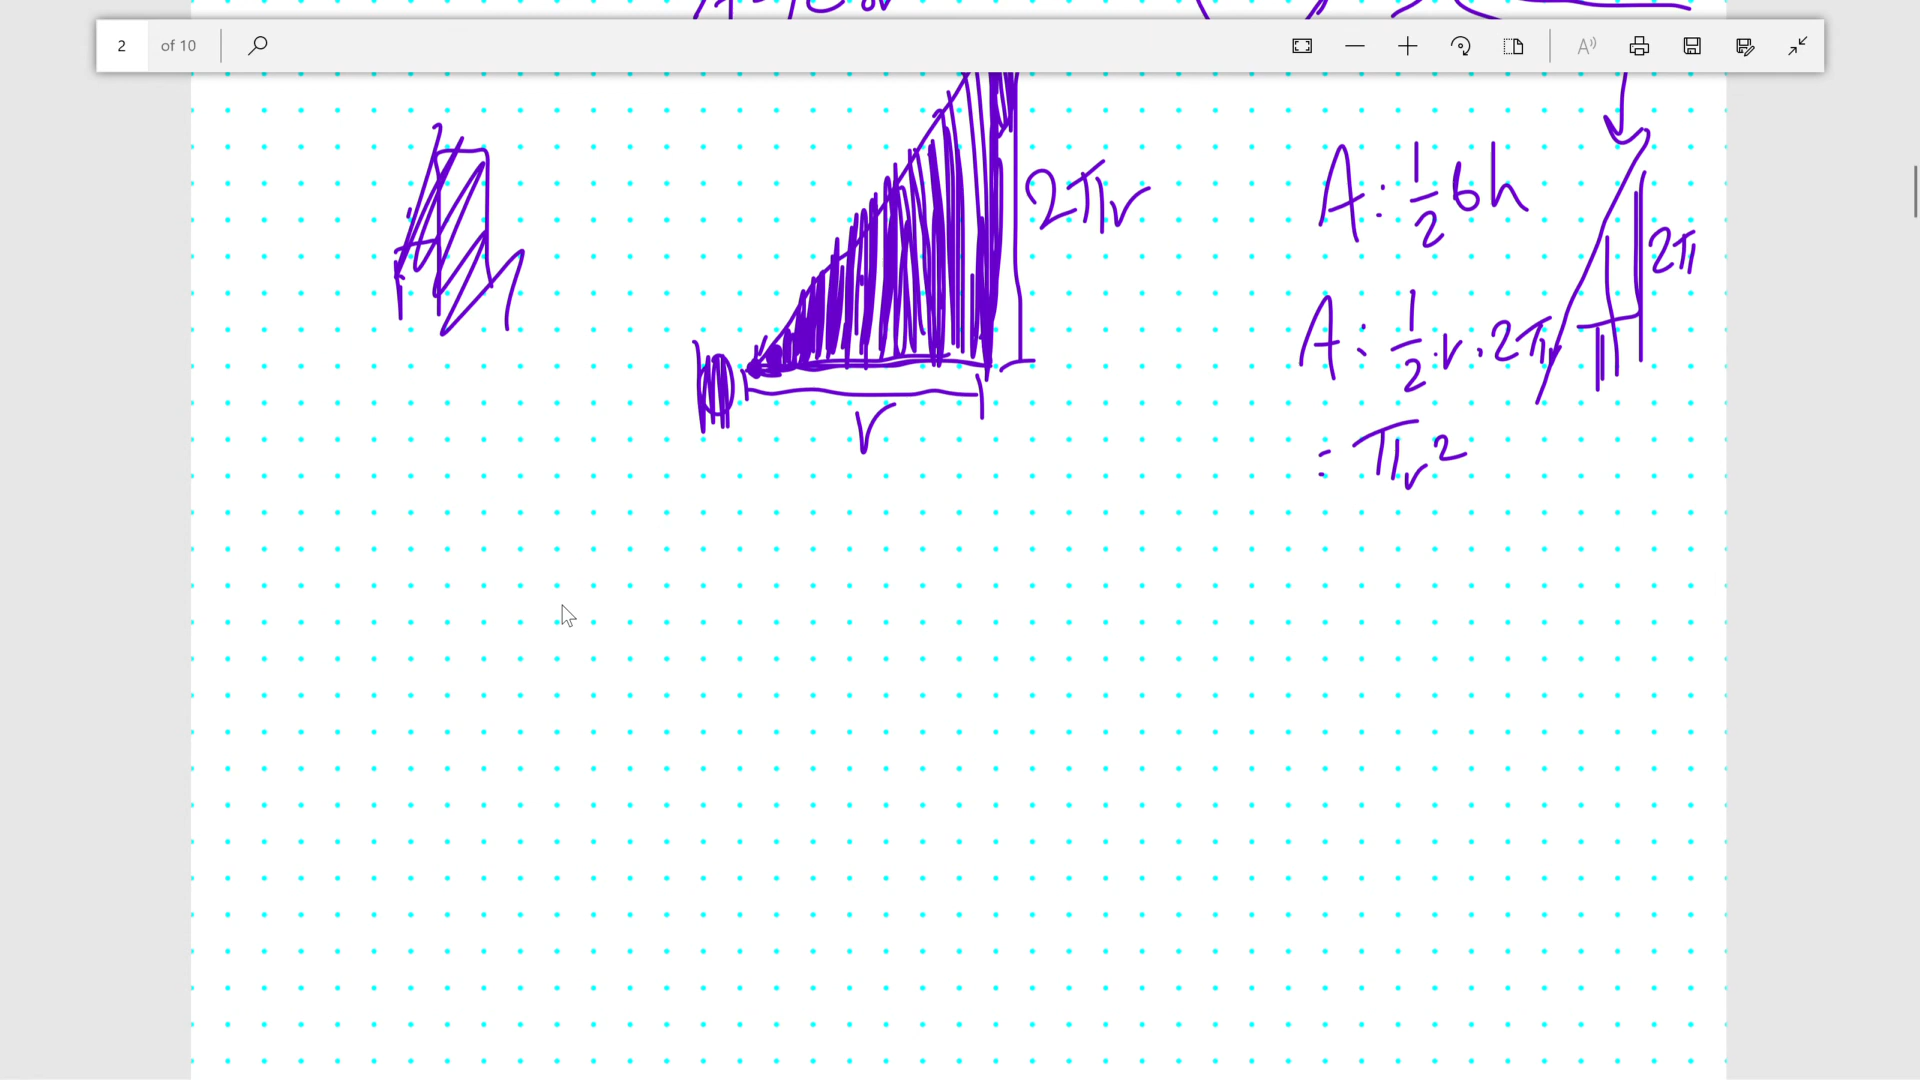 2 of 10
2πr
r
A: 1/2 bh
2π
A: 1/2 · r · 2πr
= πr²